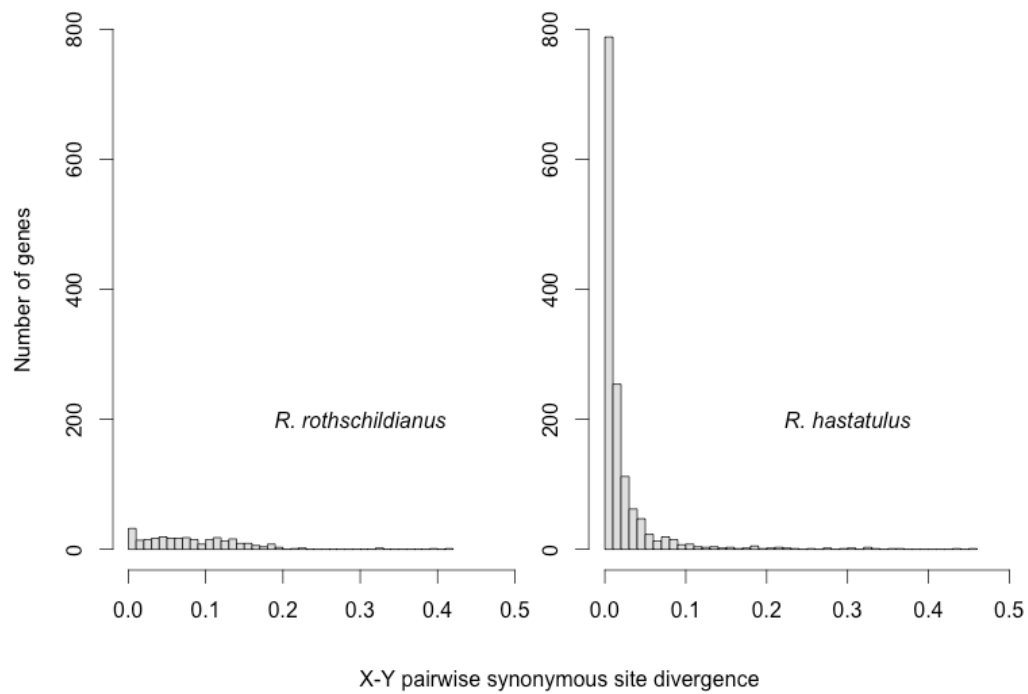 Number of genes
800
600
400
200
0
R. rothschildianus
0.0 0.1 0.2 0.3 0.4 0.5
800
600
400
200
0
R. hastatulus
0.0 0.1 0.2 0.3 0.4 0.5
X-Y pairwise synonymous site divergence